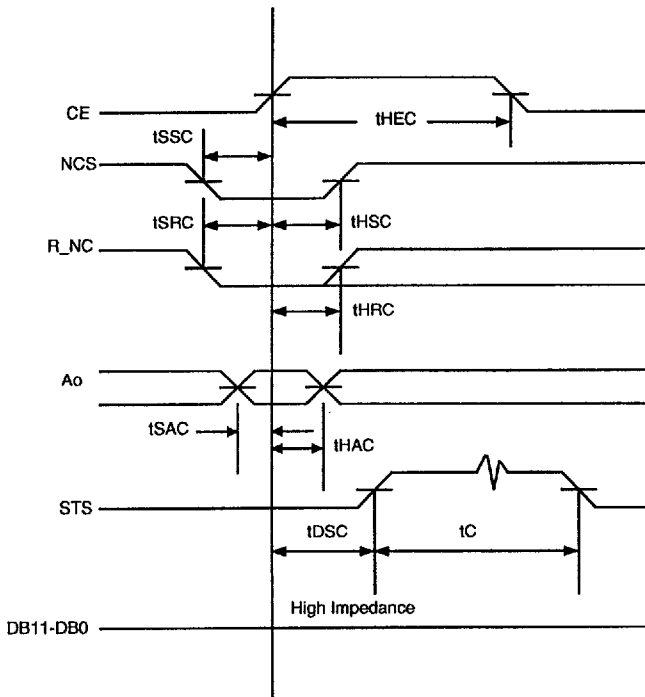 CE
tHEC
tSSC
NCS
tSRC
tHSC
R_NC
tHRC
Ao
tSAC
tHAC
STS
tDSC
tC
High Impedance
DB11-DB0